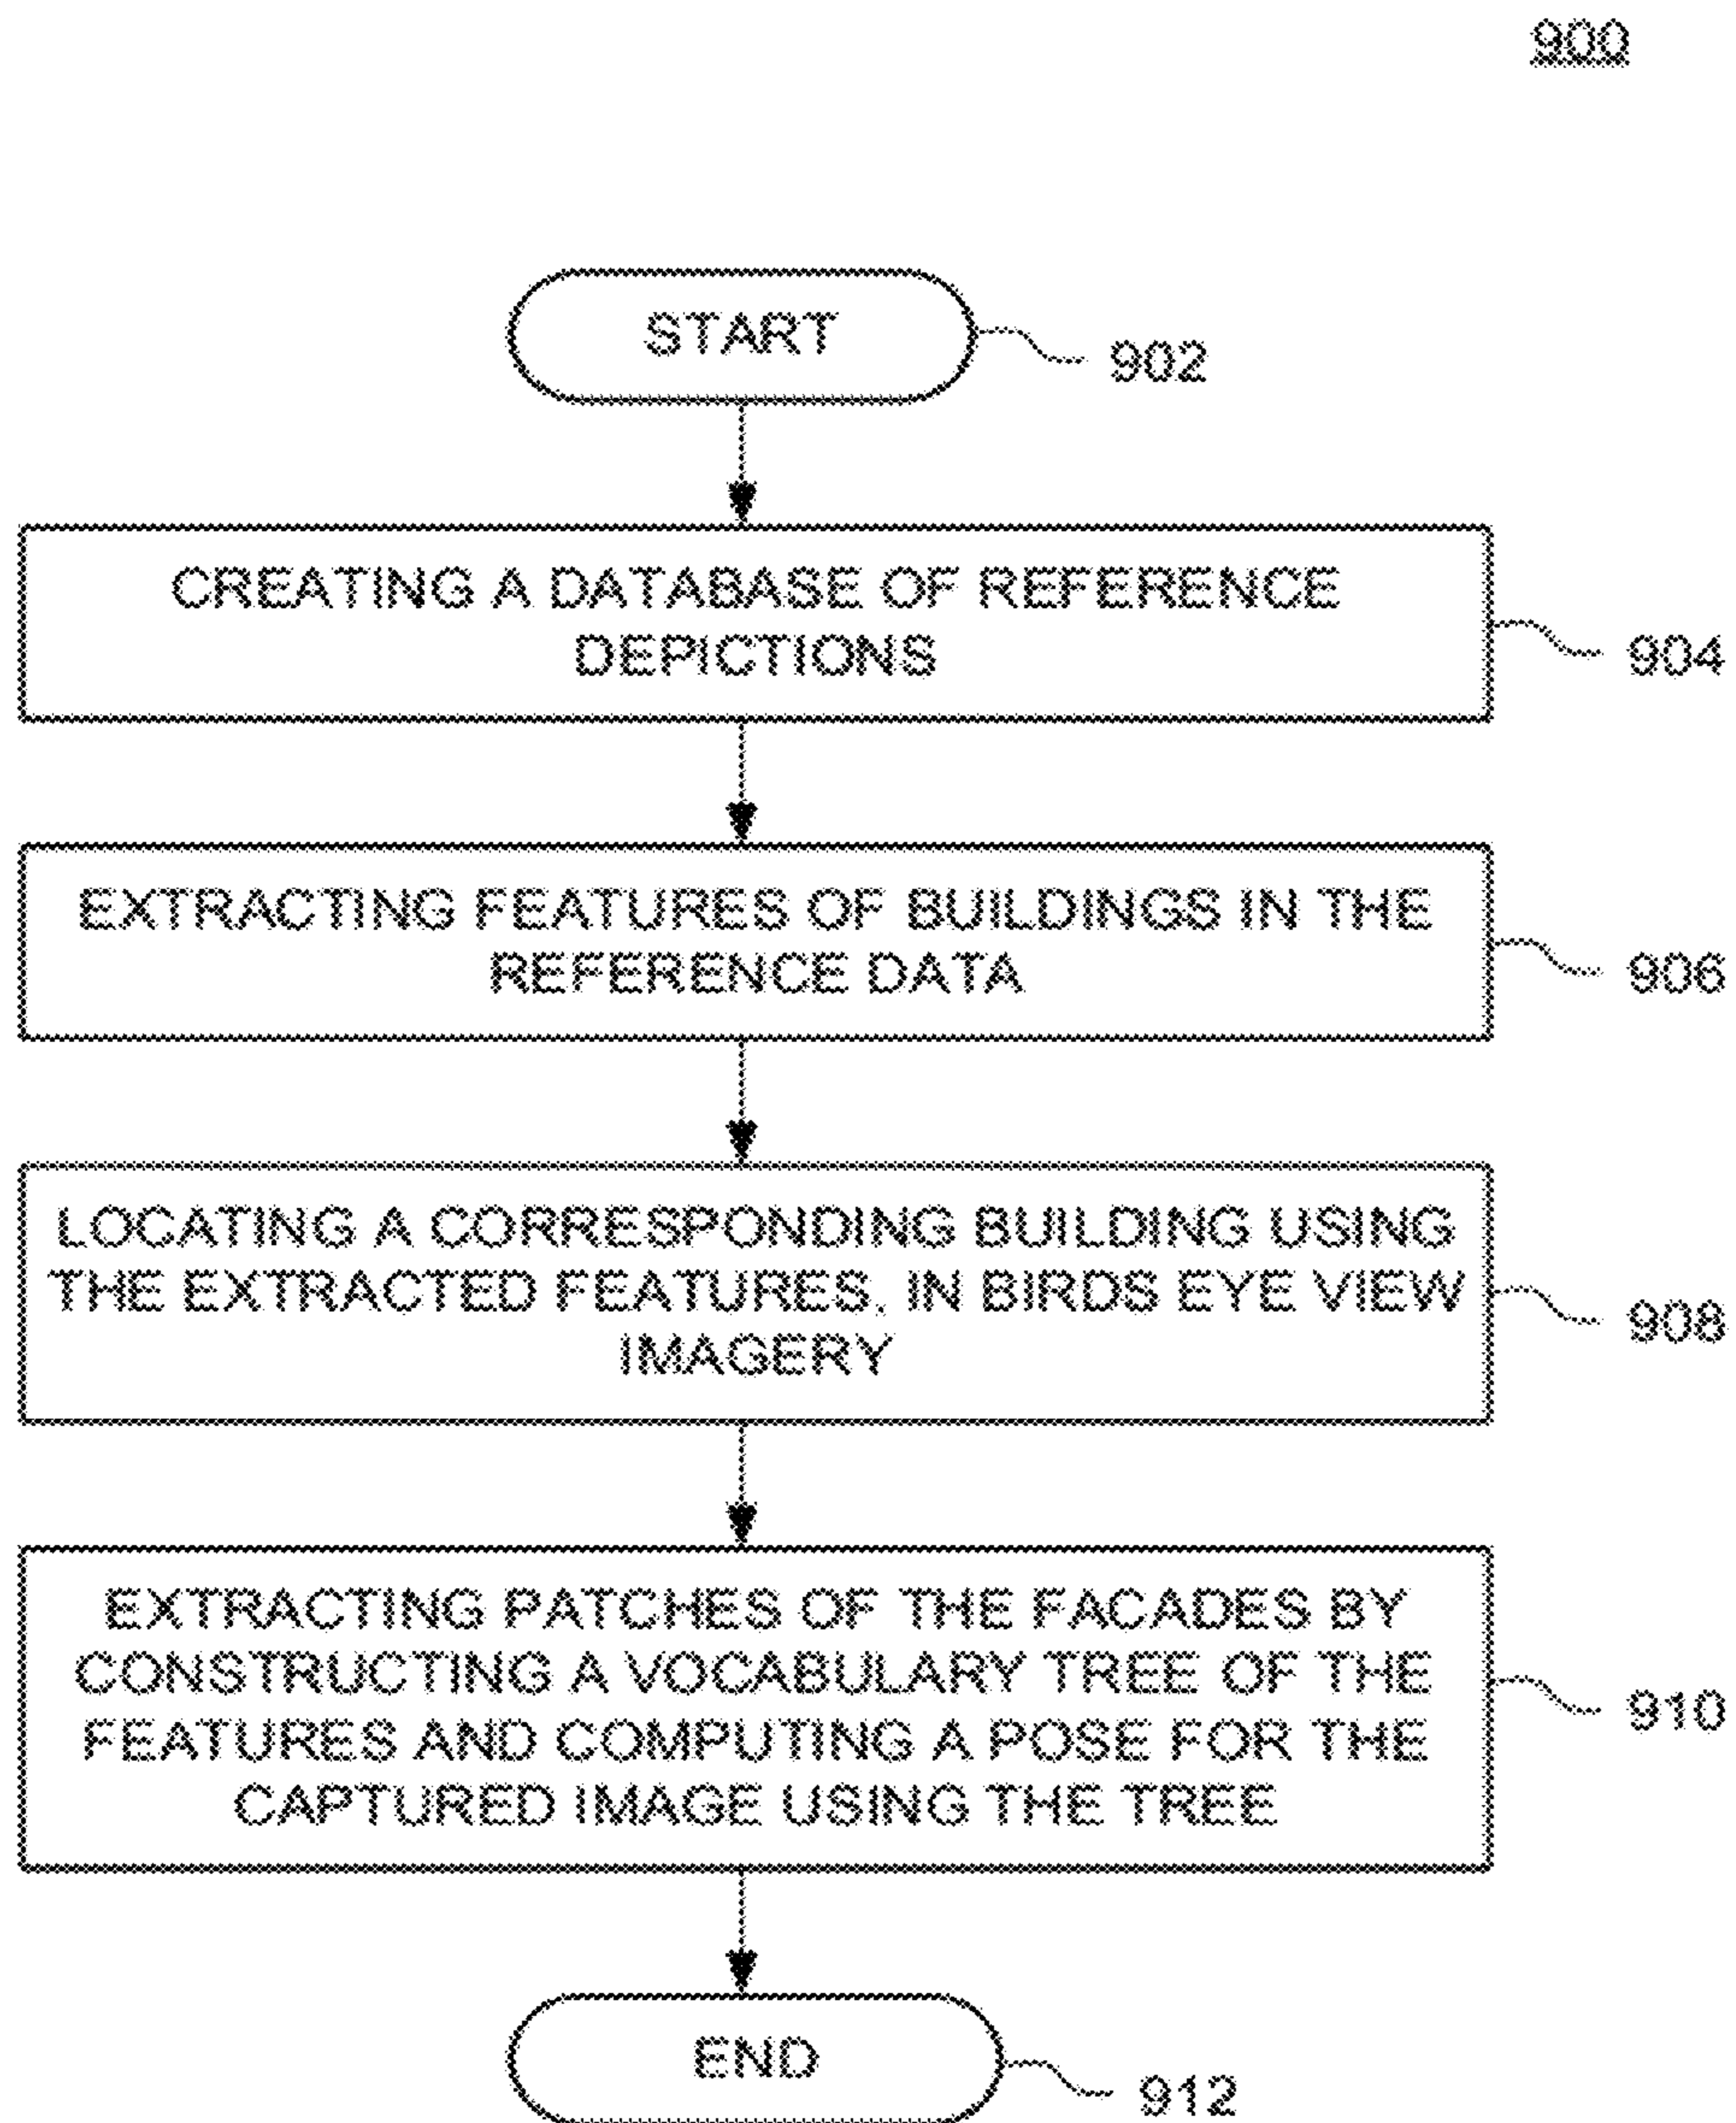 900
START
902
CREATING A DATABASE OF REFERENCE
DEPICTIONS
904
EXTRACTING FEATURES OF BUILDINGS IN THE
REFERENCE DATA
906
LOCATING A CORRESPONDING BUILDING USING
THE EXTRACTED FEATURES, IN BIRDS EYE VIEW
IMAGERY
908
EXTRACTING PATCHES OF THE FACADES BY
CONSTRUCTING A VOCABULARY TREE OF THE
FEATURES AND COMPUTING A POSE FOR THE
CAPTURED IMAGE USING THE TREE
910
END
912